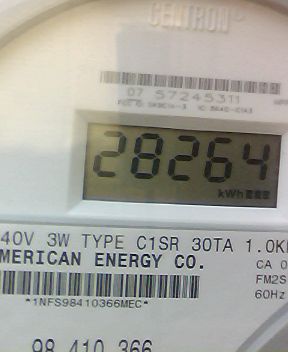 CENTRON
07 57245311
28264
kWh
40V 3W TYPE C1SR 30TA 1.0K
MERICAN ENERGY CO. CA 0
FM2S
*1NFS98410366MEC* 60Hz
98 410 366